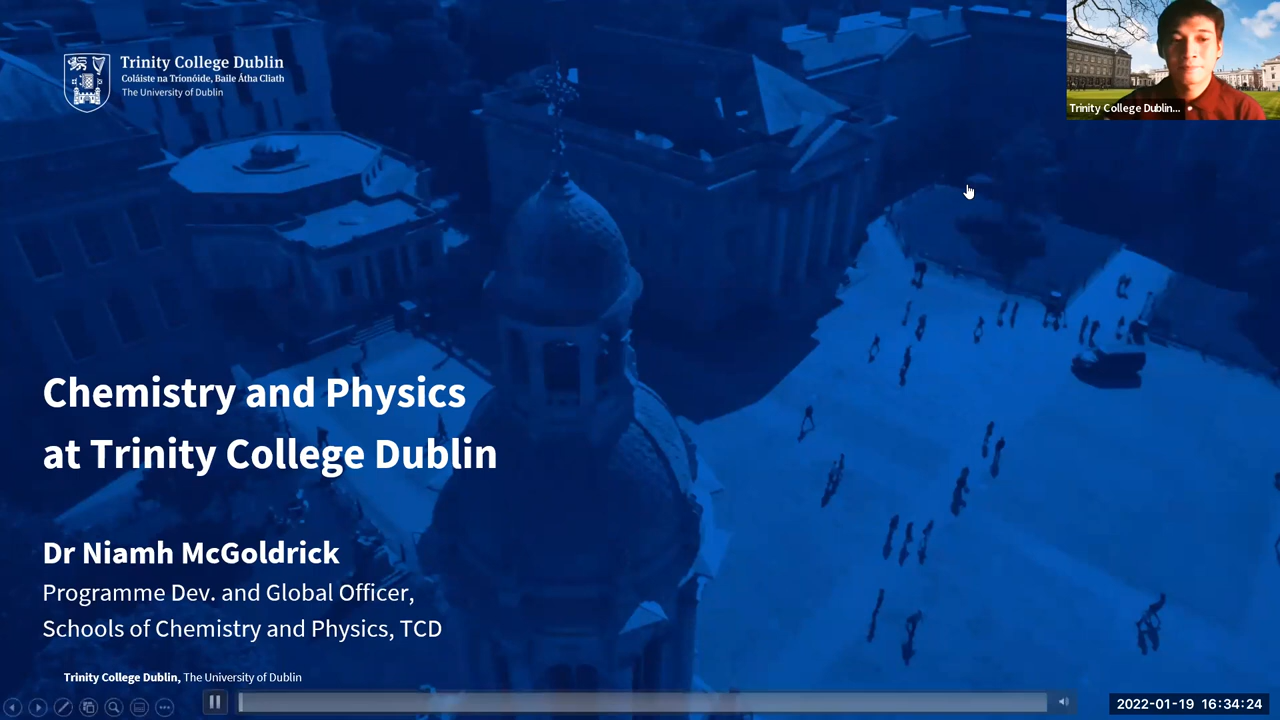 Trinity College Dublin
Coláiste na Tríonóide, Baile Átha Cliath
The University of Dublin
Trinity College Dublin...
Chemistry and Physics
at Trinity College Dublin
Dr Niamh McGoldrick
Programme Dev. and Global Officer,
Schools of Chemistry and Physics, TCD
Trinity College Dublin, The University of Dublin
2022-01-19 16:34:24